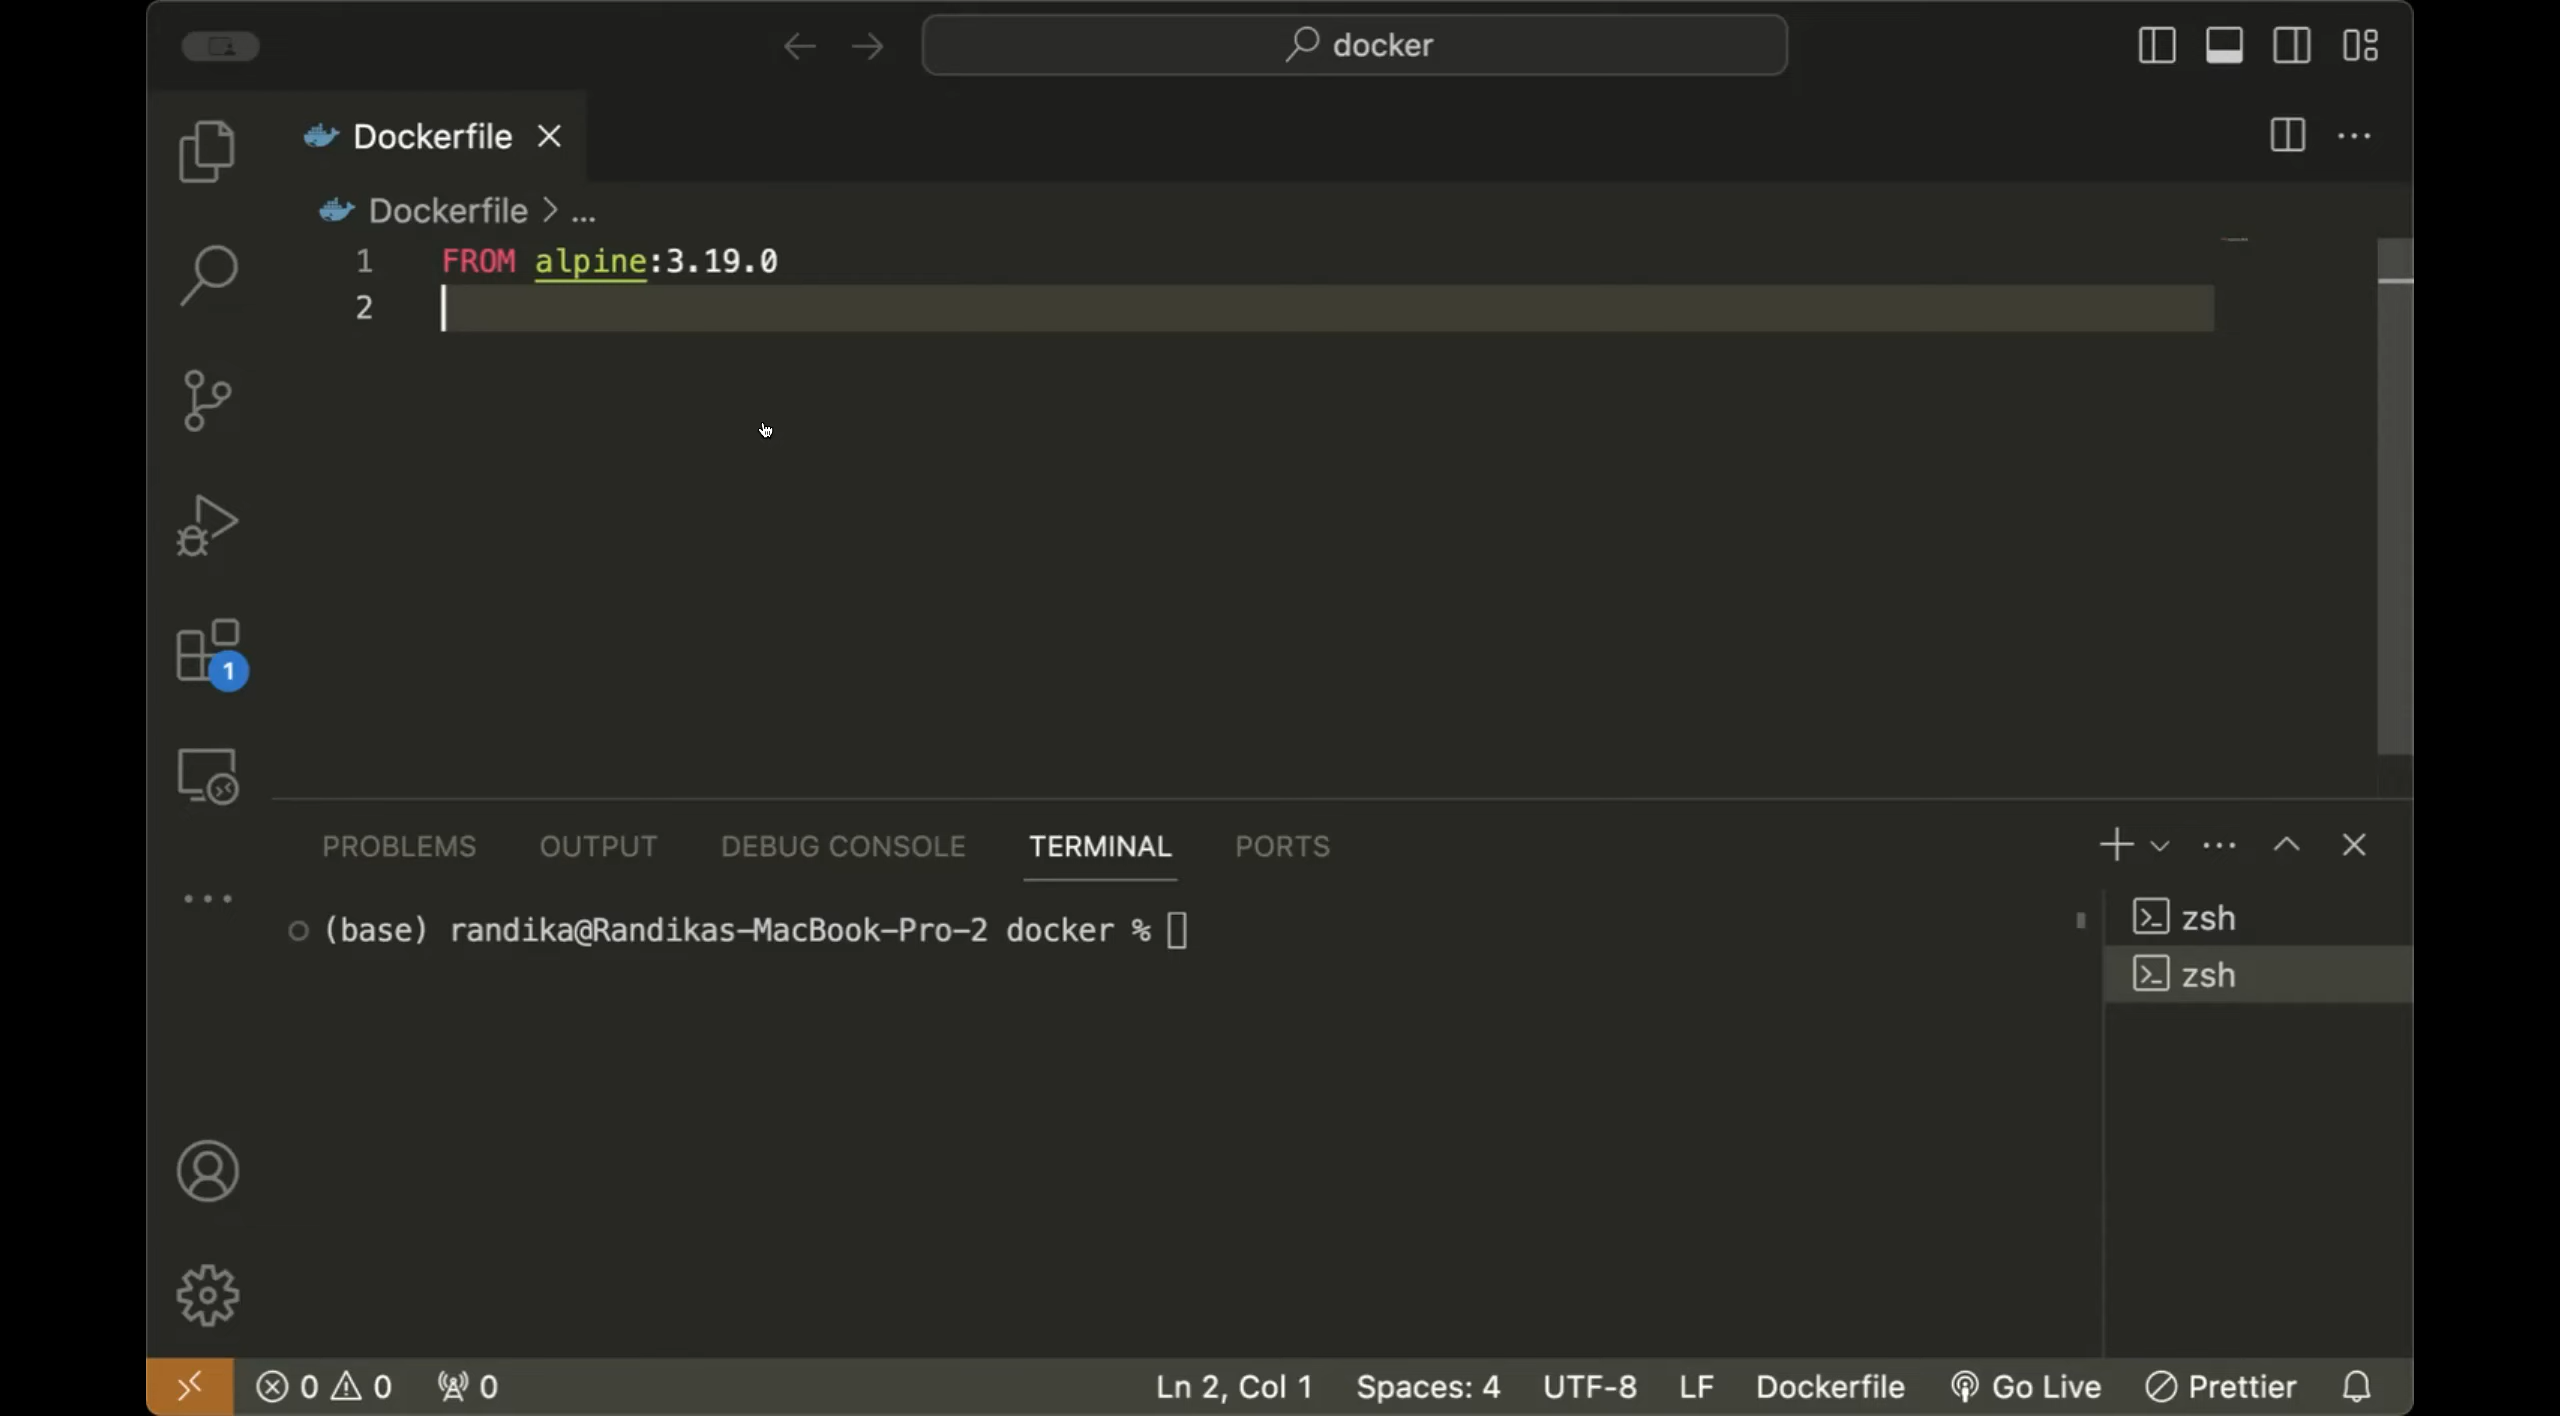 docker
Dockerfile
Dockerfile > ...
1 FROM alpine:3.19.0
2
1
PROBLEMS OUTPUT DEBUG CONSOLE TERMINAL PORTS
(base) randika@Randikas-MacBook-Pro-2 docker %
zsh
zsh
0 0 0 Ln 2, Col 1 Spaces: 4 UTF-8 LF Dockerfile Go Live Prettier